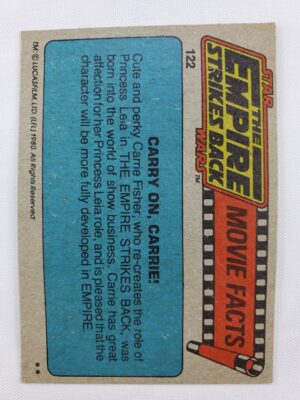 STAR
THE
EMPIRE
STRIKES BACK
WARS™
MOVIE FACTS
122
CARRY ON, CARRIE!
Cute and perky Carrie Fisher, who re-creates the role of
Princess Leia in THE EMPIRE STRIKES BACK, was
born into the world of show business. Carrie has great
affection for her Princess Leia role, and is pleased that the
character will be more fully developed in EMPIRE.
TM: © LUCASFILM, LTD. (LFL) 1980. All Rights Reserved
**